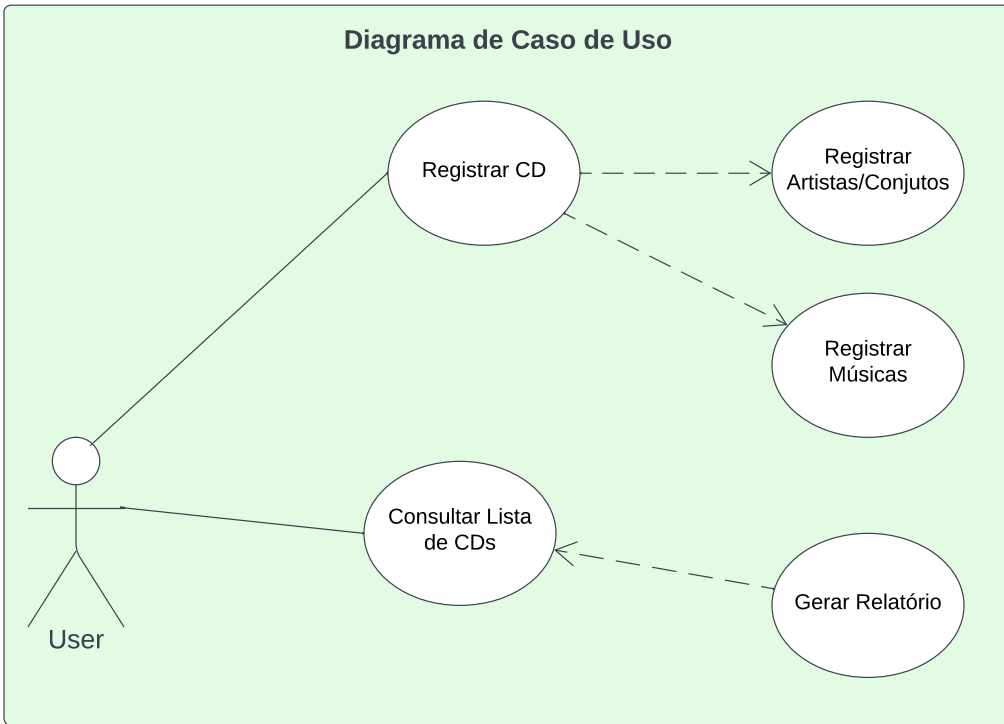 Diagrama de Caso de Uso
Registrar CD
Registrar
Artistas/Conjutos
Registrar
Músicas
Consultar Lista
de CDs
Gerar Relatório
User